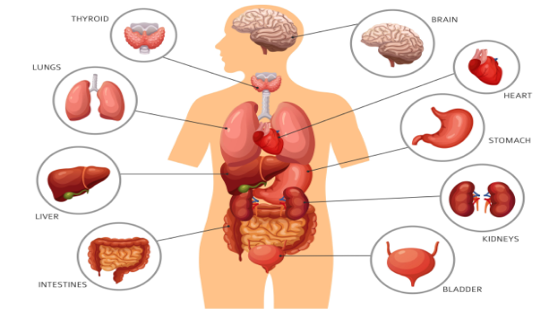 THYROID
BRAIN
LUNGS
HEART
STOMACH
LIVER
KIDNEYS
INTESTINES
BLADDER